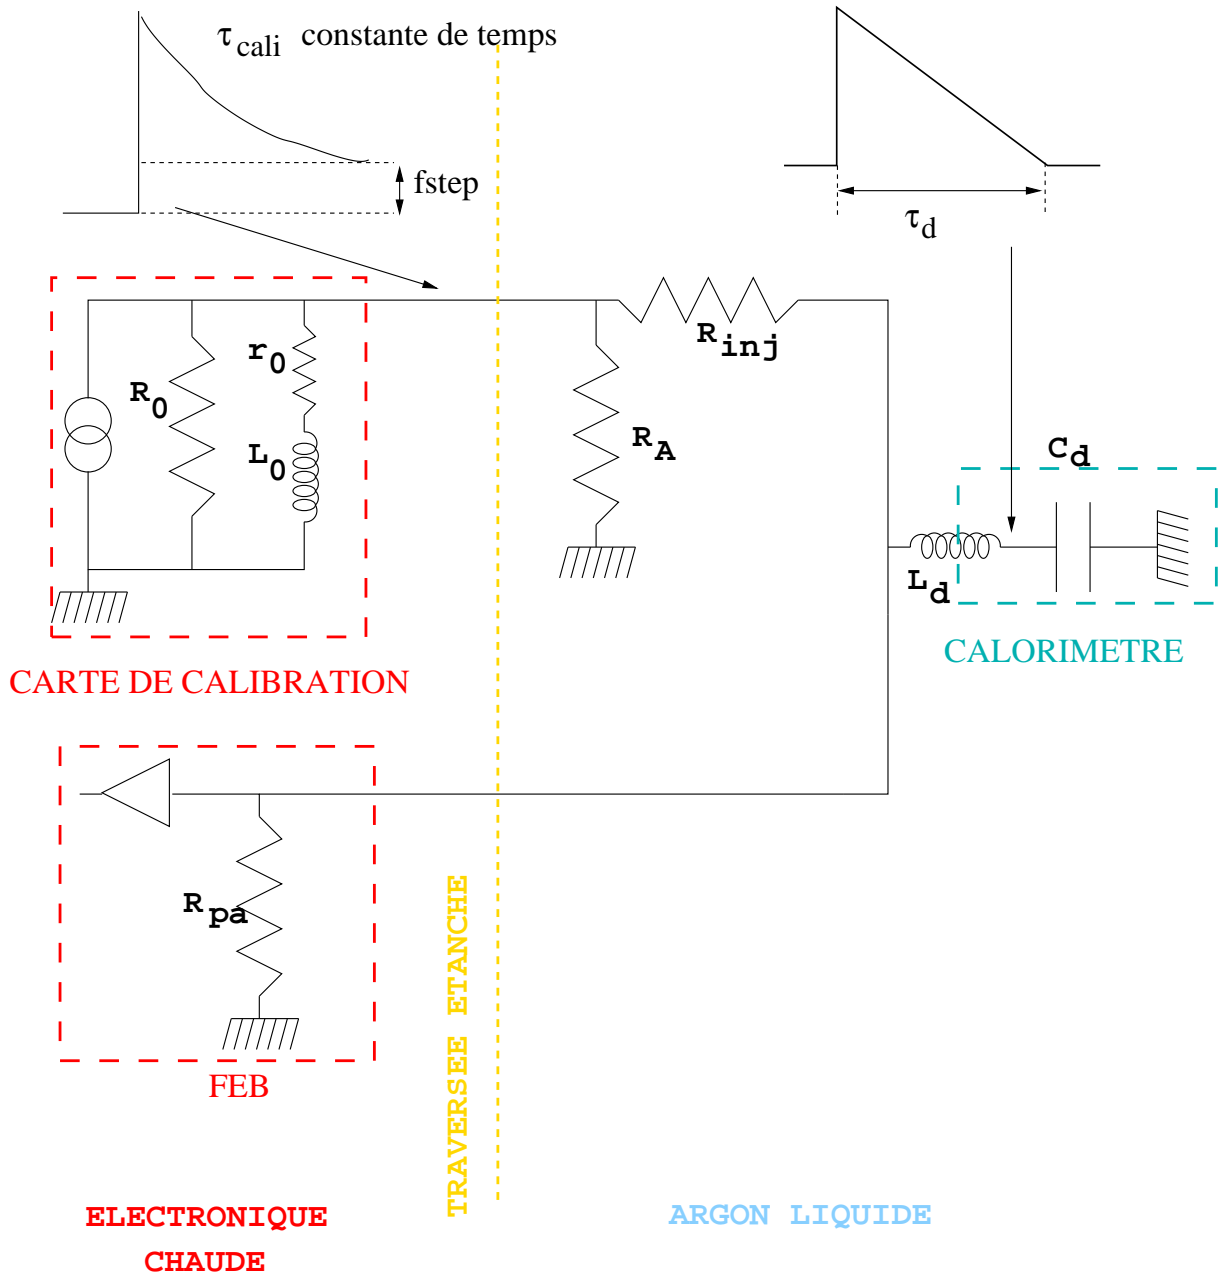 τcali constante de temps
fstep
τd
Rinj
r0
R0
L0
RA
Cd
Ld
CALORIMETRE
CARTE DE CALIBRATION
Rpa
FEB
TRAVERSEE ETANCHE
ELECTRONIQUE
CHAUDE
ARGON LIQUIDE